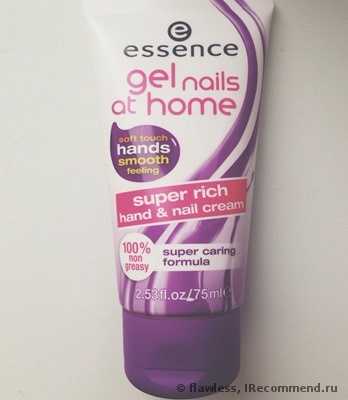 e
essence
gel nails
at home
soft touch
hands
smooth
feeling
super rich
hand & nail cream
100%
non
greasy
super caring
formula
2.53fl.oz/75ml e
© flawless, IRecommend.ru